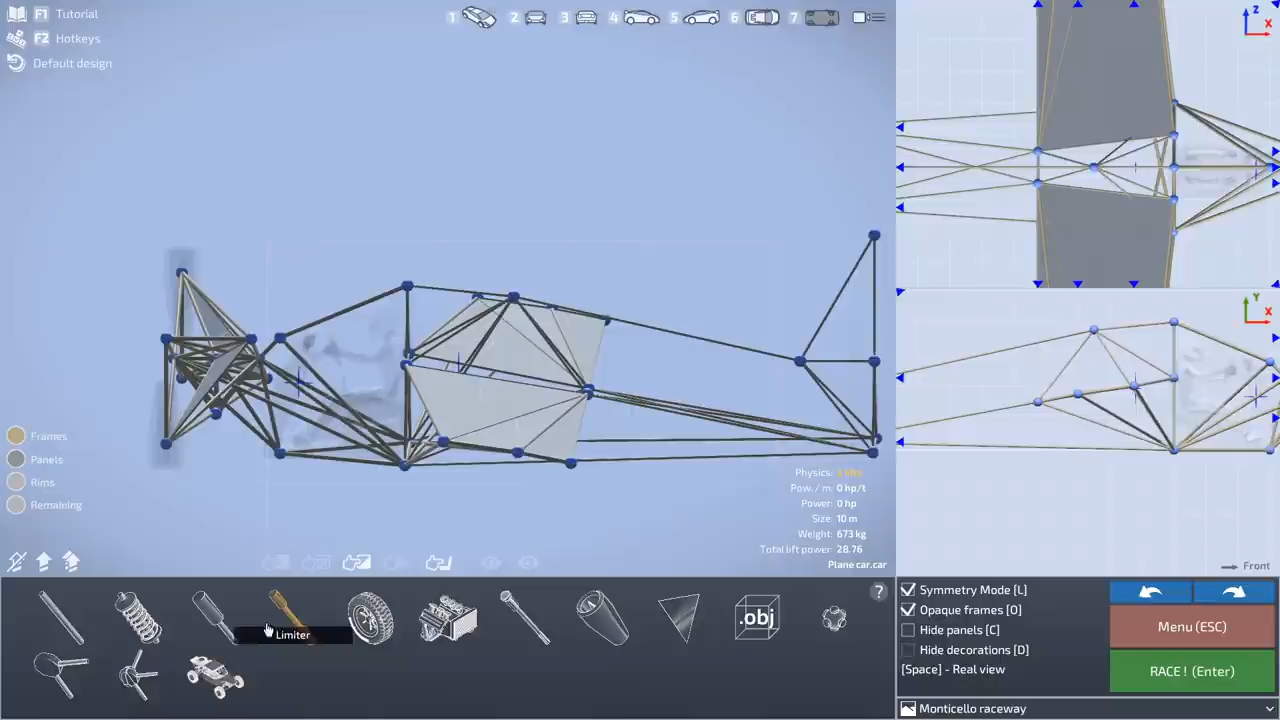 F1 Tutorial
F2 Hotkeys
Default design
1 2 3 4 5 6 7
Z
X
Y
X
Frames
Panels
Rims
Remaining
Pow. / m: 0 hp/t
Power: 0 hp
Size: 10 m
Weight: 673 kg
Total lift power: 28.76
Plane car.car
Front
Limiter
.obj
?
Symmetry Mode [L]
Opaque frames [O]
Hide panels [C]
Hide decorations [D]
[Space] - Real view
Menu (ESC)
RACE! (Enter)
Monticello raceway
Physics: